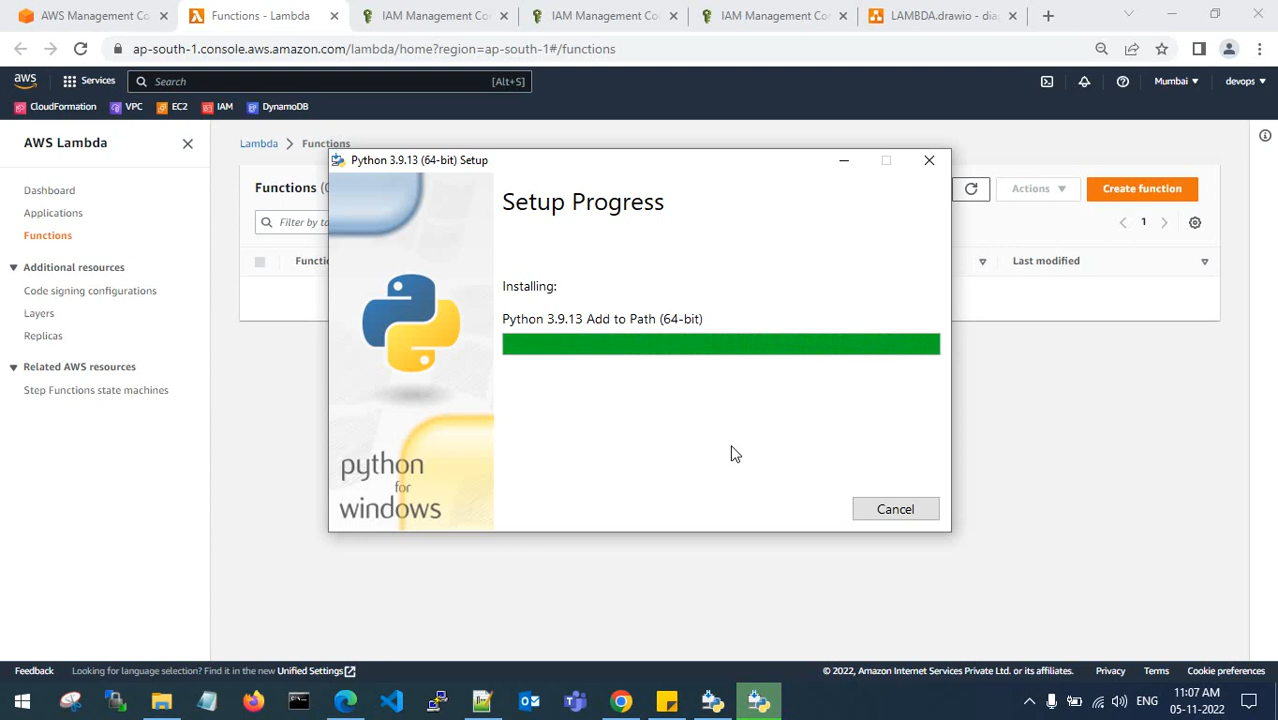 AWS Management Co
Functions - Lambda
IAM Management Co
IAM Management Co
IAM Management Co
LAMBDA.drawio - dia
ap-south-1.console.aws.amazon.com/lambda/home?region=ap-south-1#/functions
aws
Services
Search
[Alt+S]
Mumbai
devops
CloudFormation
VPC
EC2
IAM
DynamoDB
AWS Lambda
Dashboard
Applications
Functions
Additional resources
Code signing configurations
Layers
Replicas
Related AWS resources
Step Functions state machines
Lambda
Functions
Functions (
Filter by
Actions
Create function
1
Functi
Last modified
Python 3.9.13 (64-bit) Setup
Setup Progress
Installing:
Python 3.9.13 Add to Path (64-bit)
python
for
windows
Cancel
Feedback
Looking for language selection? Find it in the new Unified Settings
© 2022, Amazon Internet Services Private Ltd. or its affiliates.
Privacy
Terms
Cookie preferences
ENG
11:07 AM
05-11-2022